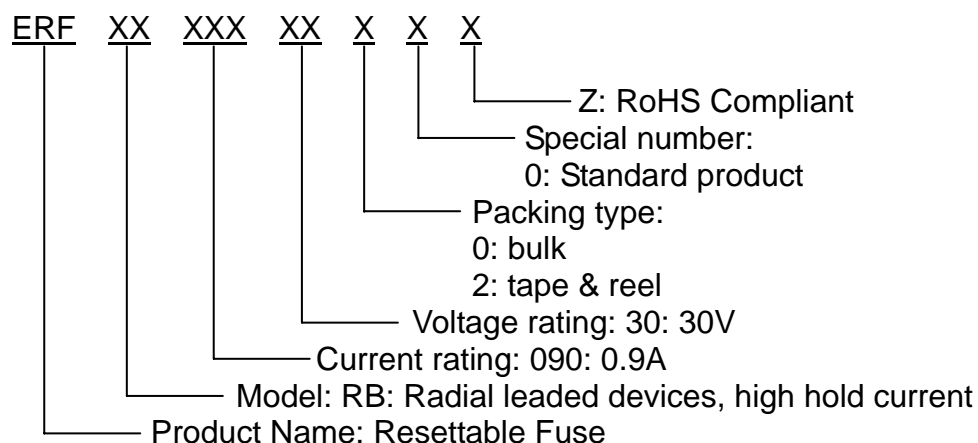 ERF XX XXX XX X X X
Z: RoHS Compliant
Special number:
0: Standard product
Packing type:
0: bulk
2: tape & reel
Voltage rating: 30: 30V
Current rating: 090: 0.9A
Model: RB: Radial leaded devices, high hold current
Product Name: Resettable Fuse